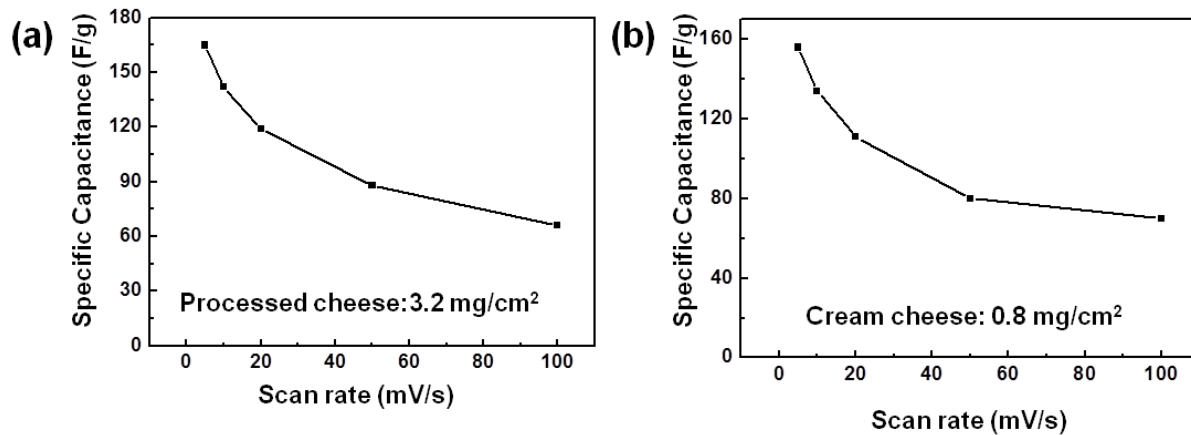 (a)
Specific Capacitance (F/g)
180
150
120
90
60
30
0
Processed cheese:3.2 mg/cm²
0 20 40 60 80 100
Scan rate (mV/s)
(b)
Specific Capacitance (F/g)
160
120
80
40
0
Cream cheese: 0.8 mg/cm²
0 20 40 60 80 100
Scan rate (mV/s)